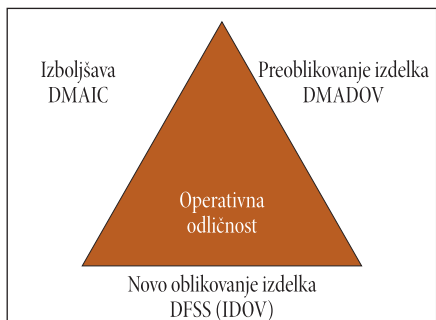 Izboljšava
DMAIC
Preoblikovanje izdelka
DMADOV
Operativna
odličnost
Novo oblikovanje izdelka
DFSS (IDOV)